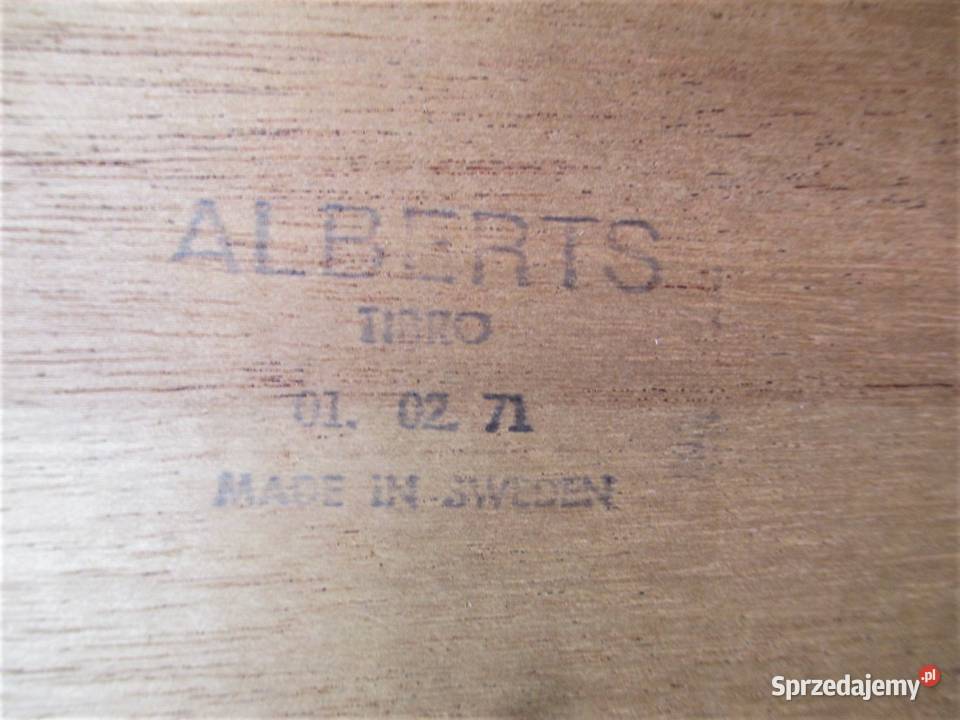 ALBERTS
TIBRO
01. 02. 71
MADE IN SWEDEN
Sprzedajemy.pl